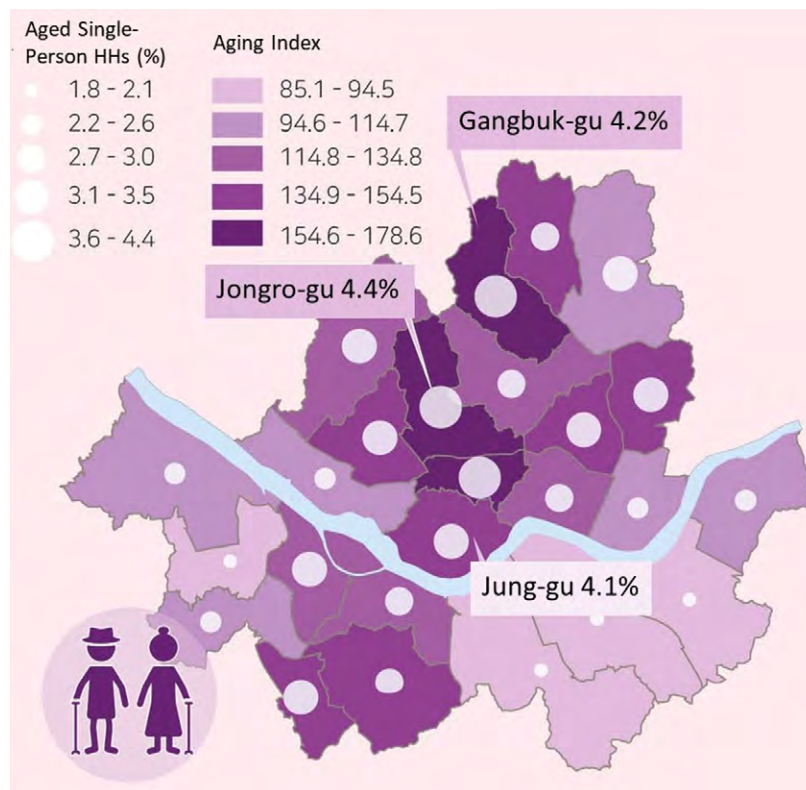 Aged Single-
Person HHs (%)
1.8 - 2.1
2.2 - 2.6
2.7 - 3.0
3.1 - 3.5
3.6 - 4.4
Aging Index
85.1 - 94.5
94.6 - 114.7
114.8 - 134.8
134.9 - 154.5
154.6 - 178.6
Gangbuk-gu 4.2%
Jongro-gu 4.4%
Jung-gu 4.1%